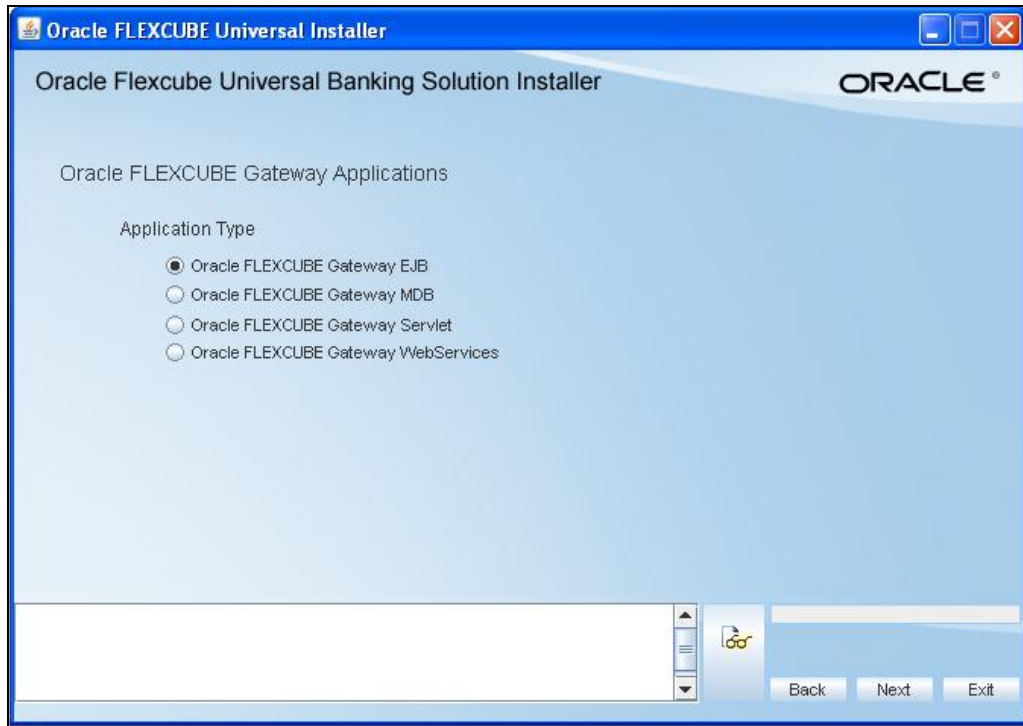 Oracle FLEXCUBE Universal Installer
Oracle Flexcube Universal Banking Solution Installer
ORACLE®
Oracle FLEXCUBE Gateway Applications
Application Type
Oracle FLEXCUBE Gateway EJB
Oracle FLEXCUBE Gateway MDB
Oracle FLEXCUBE Gateway Servlet
Oracle FLEXCUBE Gateway WebServices
Back Next Exit